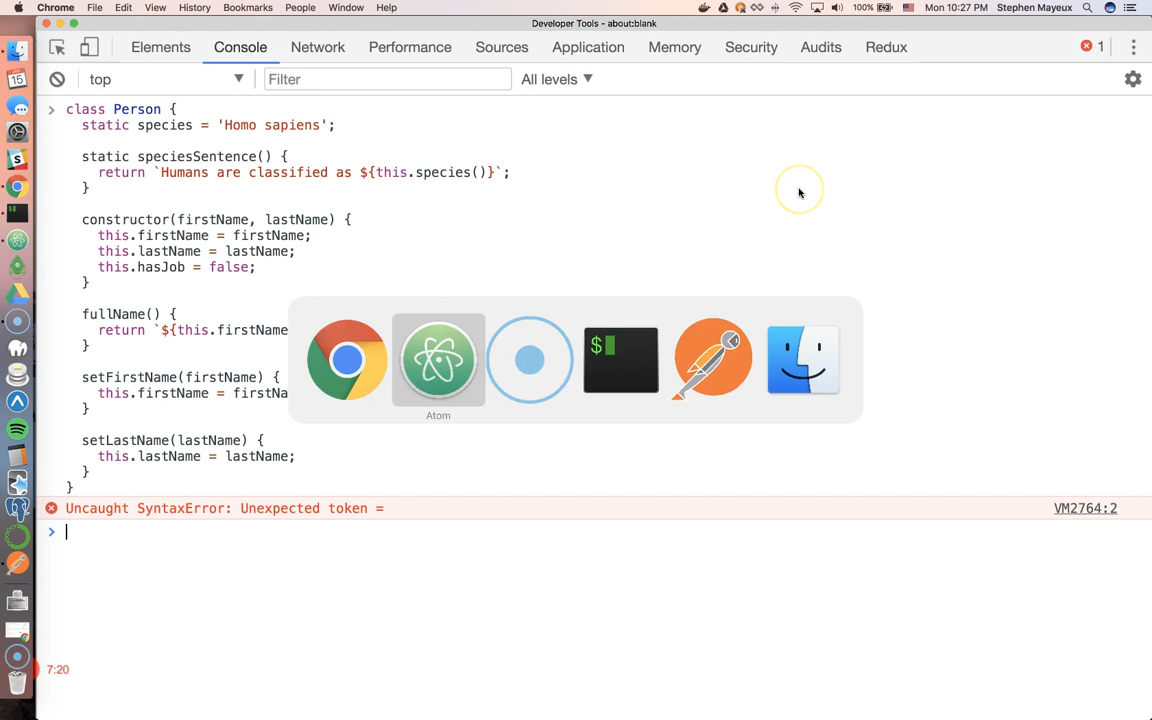 Chrome File Edit View History Bookmarks People Window Help 100% Mon 10:27 PM Stephen Mayeux
Developer Tools - about:blank
Elements Console Network Performance Sources Application Memory Security Audits Redux 1
top Filter All levels
class Person {
static species = 'Homo sapiens';
static speciesSentence() {
return `Humans are classified as ${this.species()}`;
}
constructor(firstName, lastName) {
this.firstName = firstName;
this.lastName = lastName;
this.hasJob = false;
}
fullName() {
return `${this.firstName
}
setFirstName(firstName) {
this.firstName = firstNa
}
Atom
setLastName(lastName) {
this.lastName = lastName;
}
}
Uncaught SyntaxError: Unexpected token = VM2764:2
7:20